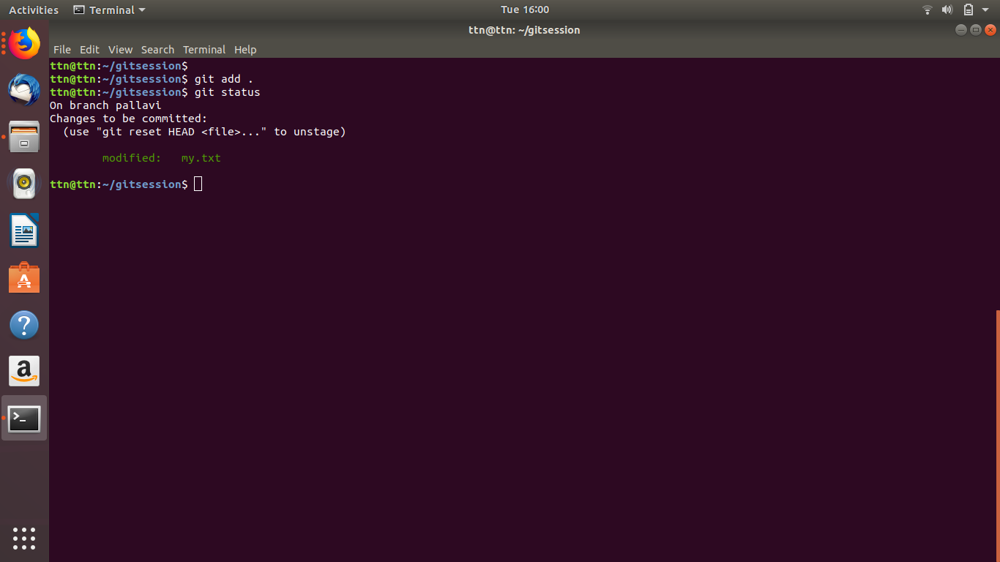 Activities Terminal Tue 16:00
ttn@ttn: ~/gitsession
File Edit View Search Terminal Help
ttn@ttn:~/gitsession$
ttn@ttn:~/gitsession$ git add .
ttn@ttn:~/gitsession$ git status
On branch pallavi
Changes to be committed:
  (use "git reset HEAD <file>..." to unstage)
        modified:   my.txt
ttn@ttn:~/gitsession$